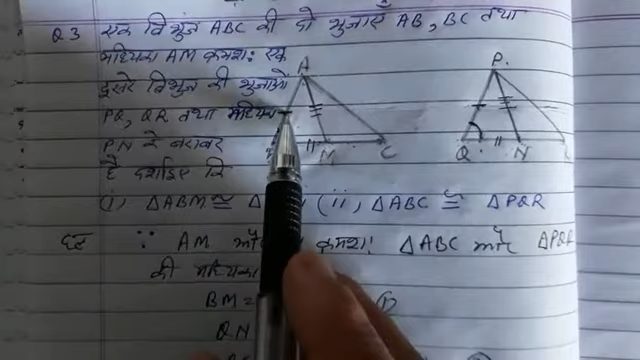 Q3 एक त्रिभुज ABC की दो भुजाएँ AB, BC तथा
माध्यिका AM क्रमशः एक
दूसरे त्रिभुज की भुजाओं
PQ, QR तथा माध्यिका
PN के बराबर
है दर्शाइए कि
(i) ΔABM ≅ Δ (ii) ΔABC ≅ ΔPQR
हल ∵ AM और क्रमशः ΔABC और ΔPQR
की
BM = ①
QN
A
M
C
P
Q
N